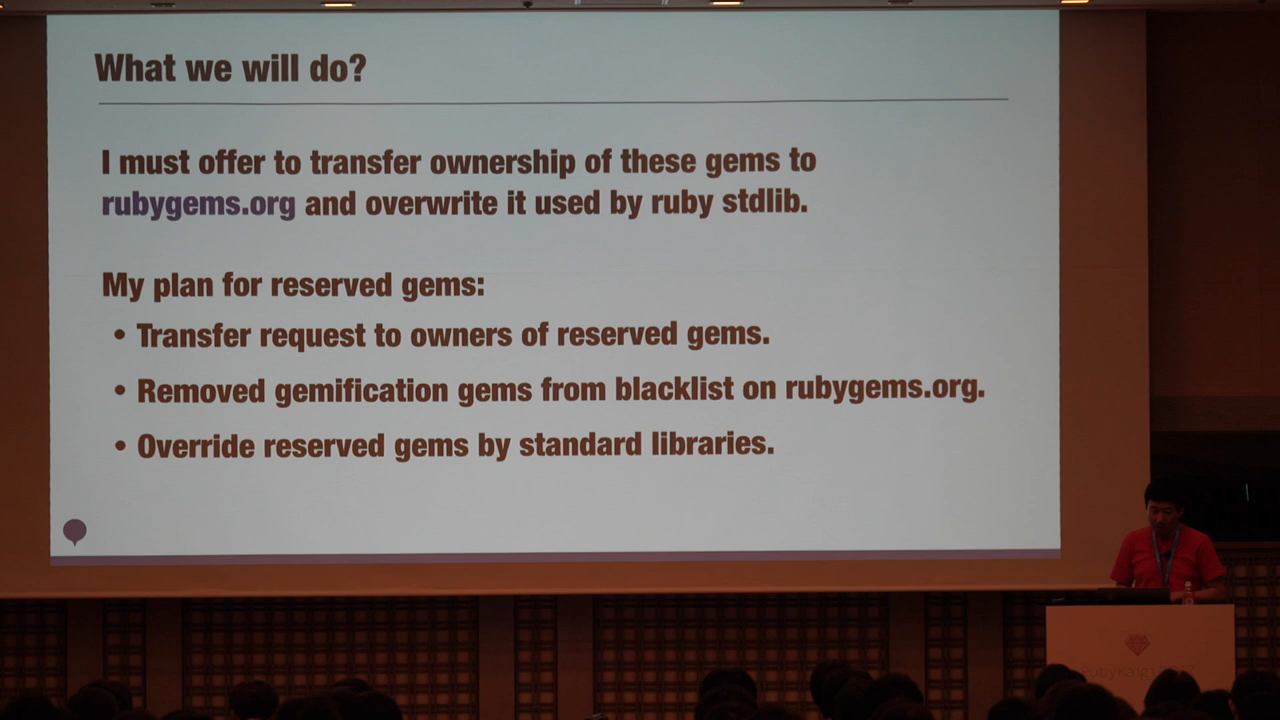 What we will do?
I must offer to transfer ownership of these gems to
rubygems.org and overwrite it used by ruby stdlib.
My plan for reserved gems:
• Transfer request to owners of reserved gems.
• Removed gemification gems from blacklist on rubygems.org.
• Override reserved gems by standard libraries.
RubyKaigi 2017